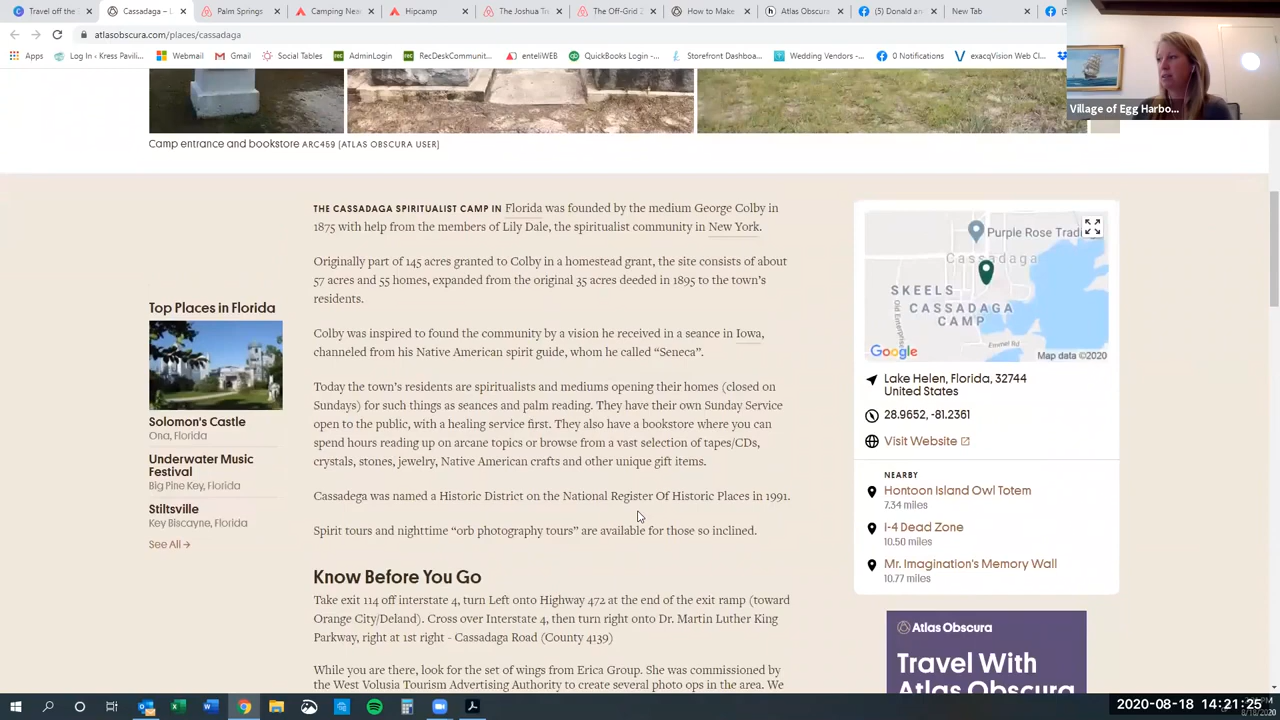 Travel off the
Cassadaga – L
Palm Springs
Camping Nea
Hipcamp
The Joshua Tr
The Off-Grid Z
How to Make
Atlas Obscura
(5) Donald an
New Tab
(5)
atlasobscura.com/places/cassadaga
Apps
Log In ‹ Kress Pavilio...
Webmail
Gmail
Social Tables
AdminLogin
RecDeskCommunit...
enteliWEB
QuickBooks Login -...
Storefront Dashboa...
Wedding Vendors -...
0 Notifications
exacqVision Web Cl...
Village of Egg Harbo...
Camp entrance and bookstore ARC459 (ATLAS OBSCURA USER)
THE CASSADAGA SPIRITUALIST CAMP IN Florida was founded by the medium George Colby in
1875 with help from the members of Lily Dale, the spiritualist community in New York.
Originally part of 145 acres granted to Colby in a homestead grant, the site consists of about
57 acres and 55 homes, expanded from the original 35 acres deeded in 1895 to the town's
residents.
Colby was inspired to found the community by a vision he received in a seance in Iowa,
channeled from his Native American spirit guide, whom he called “Seneca”.
Today the town's residents are spiritualists and mediums opening their homes (closed on
Sundays) for such things as seances and palm reading. They have their own Sunday Service
open to the public, with a healing service first. They also have a bookstore where you can
spend hours reading up on arcane topics or browse from a vast selection of tapes/CDs,
crystals, stones, jewelry, Native American crafts and other unique gift items.
Cassadega was named a Historic District on the National Register Of Historic Places in 1991.
Spirit tours and nighttime “orb photography tours” are available for those so inclined.
Know Before You Go
Take exit 114 off interstate 4, turn Left onto Highway 472 at the end of the exit ramp (toward
Orange City/Deland). Cross over Interstate 4, then turn right onto Dr. Martin Luther King
Parkway, right at 1st right - Cassadaga Road (County 4139)
While you are there, look for the set of wings from Erica Group. She was commissioned by
the West Volusia Tourism Advertising Authority to create several photo ops in the area. We
Top Places in Florida
Solomon's Castle
Ona, Florida
Underwater Music
Festival
Big Pine Key, Florida
Stiltsville
Key Biscayne, Florida
See All →
Purple Rose Tradi
Cassadaga
SKEELS
CASSADAGA
CAMP
Google
Map data ©2020
Lake Helen, Florida, 32744
United States
28.9652, -81.2361
Visit Website
NEARBY
Hontoon Island Owl Totem
7.34 miles
I-4 Dead Zone
10.50 miles
Mr. Imagination's Memory Wall
10.77 miles
Atlas Obscura
Travel With
Atlas Obscura
2020-08-18 14:21:25